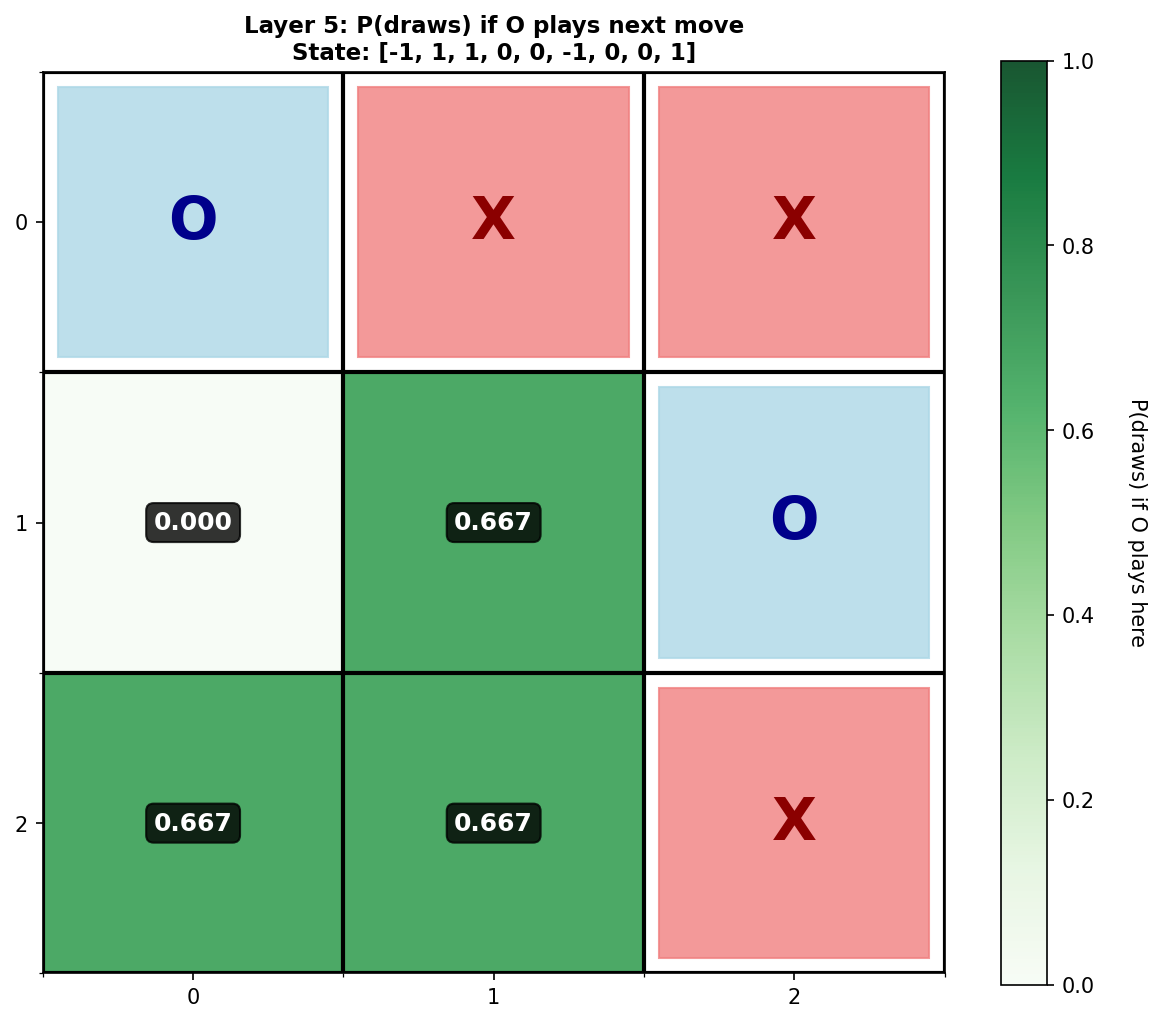 Layer 5: P(draws) if O plays next move
State: [-1, 1, 1, 0, 0, -1, 0, 0, 1]
0
O
X
X
1
0.000
0.667
O
2
0.667
0.667
X
0
1
2
1.0
0.8
0.6
0.4
0.2
0.0
P(draws) if O plays here